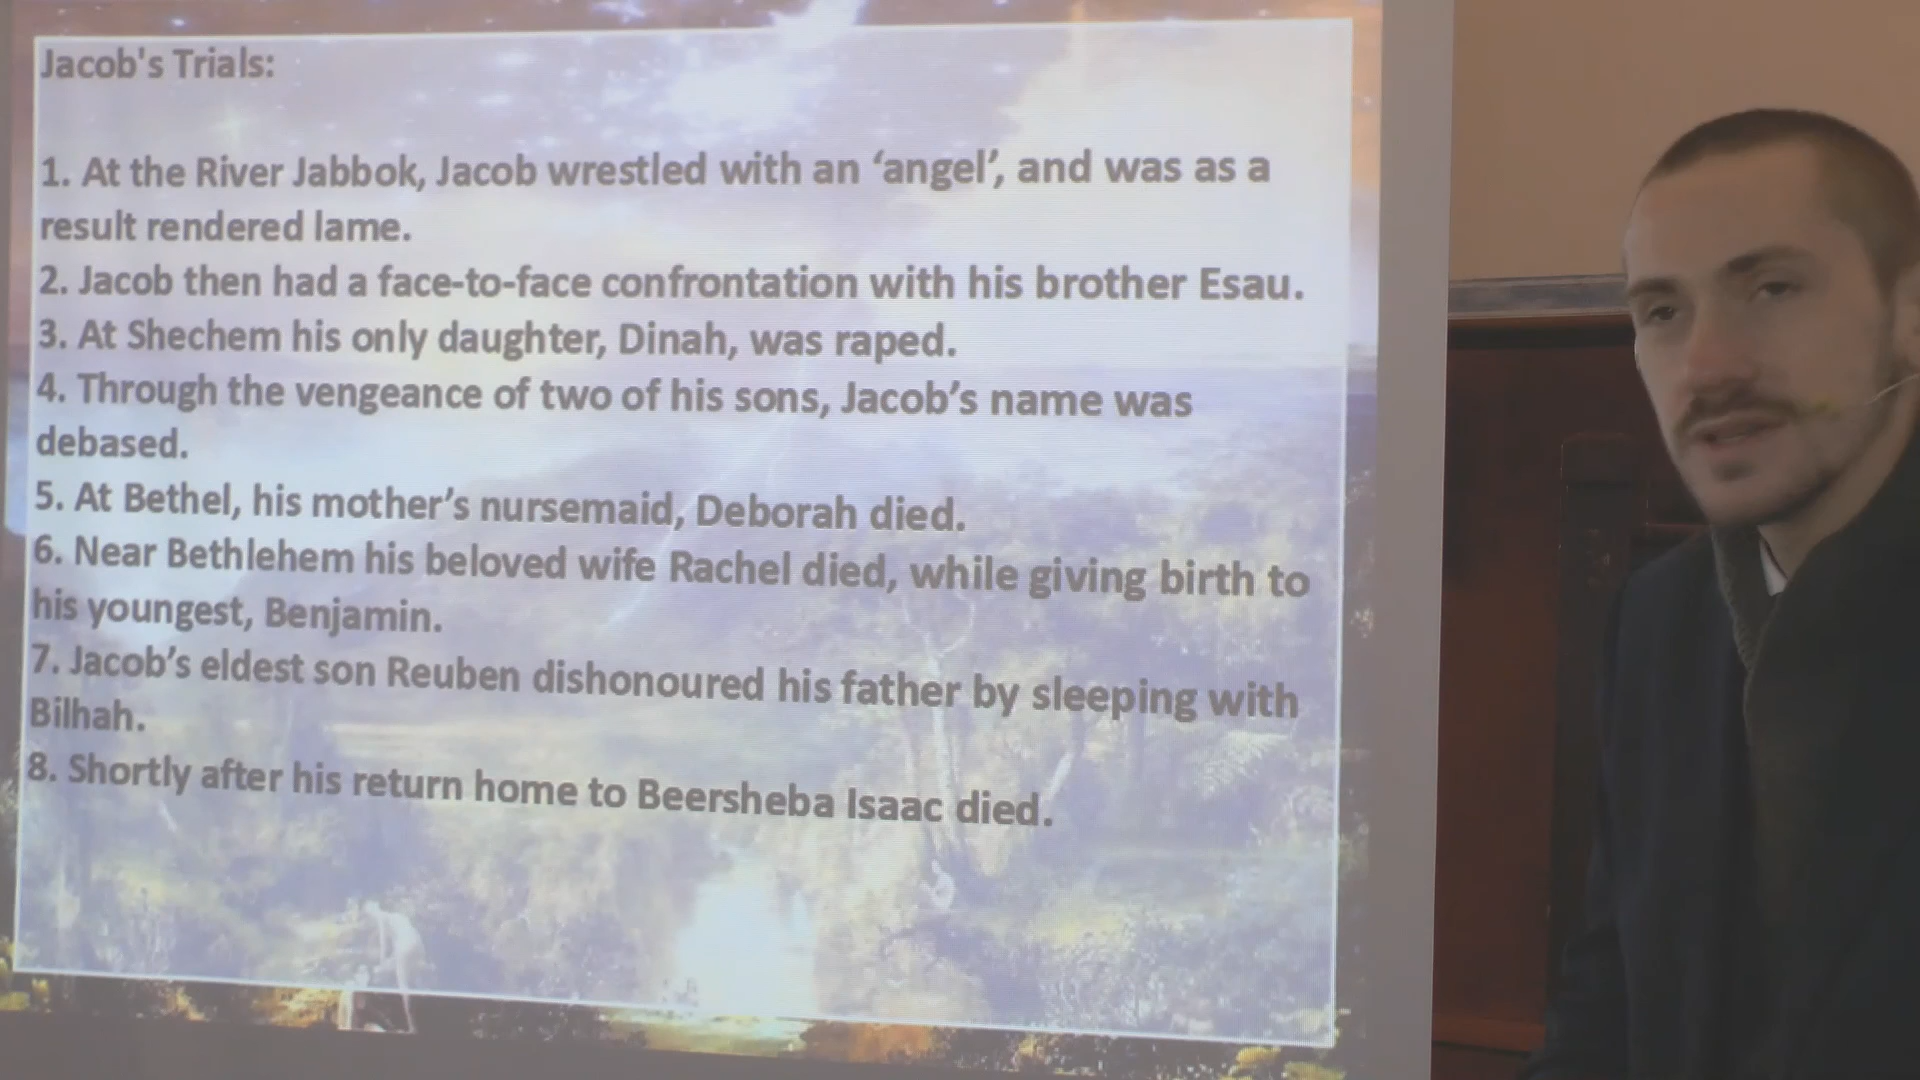 Jacob's Trials:
1. At the River Jabbok, Jacob wrestled with an ‘angel’, and was as a
result rendered lame.
2. Jacob then had a face-to-face confrontation with his brother Esau.
3. At Shechem his only daughter, Dinah, was raped.
4. Through the vengeance of two of his sons, Jacob’s name was
debased.
5. At Bethel, his mother’s nursemaid, Deborah died.
6. Near Bethlehem his beloved wife Rachel died, while giving birth to
his youngest, Benjamin.
7. Jacob’s eldest son Reuben dishonoured his father by sleeping with
Bilhah.
8. Shortly after his return home to Beersheba Isaac died.